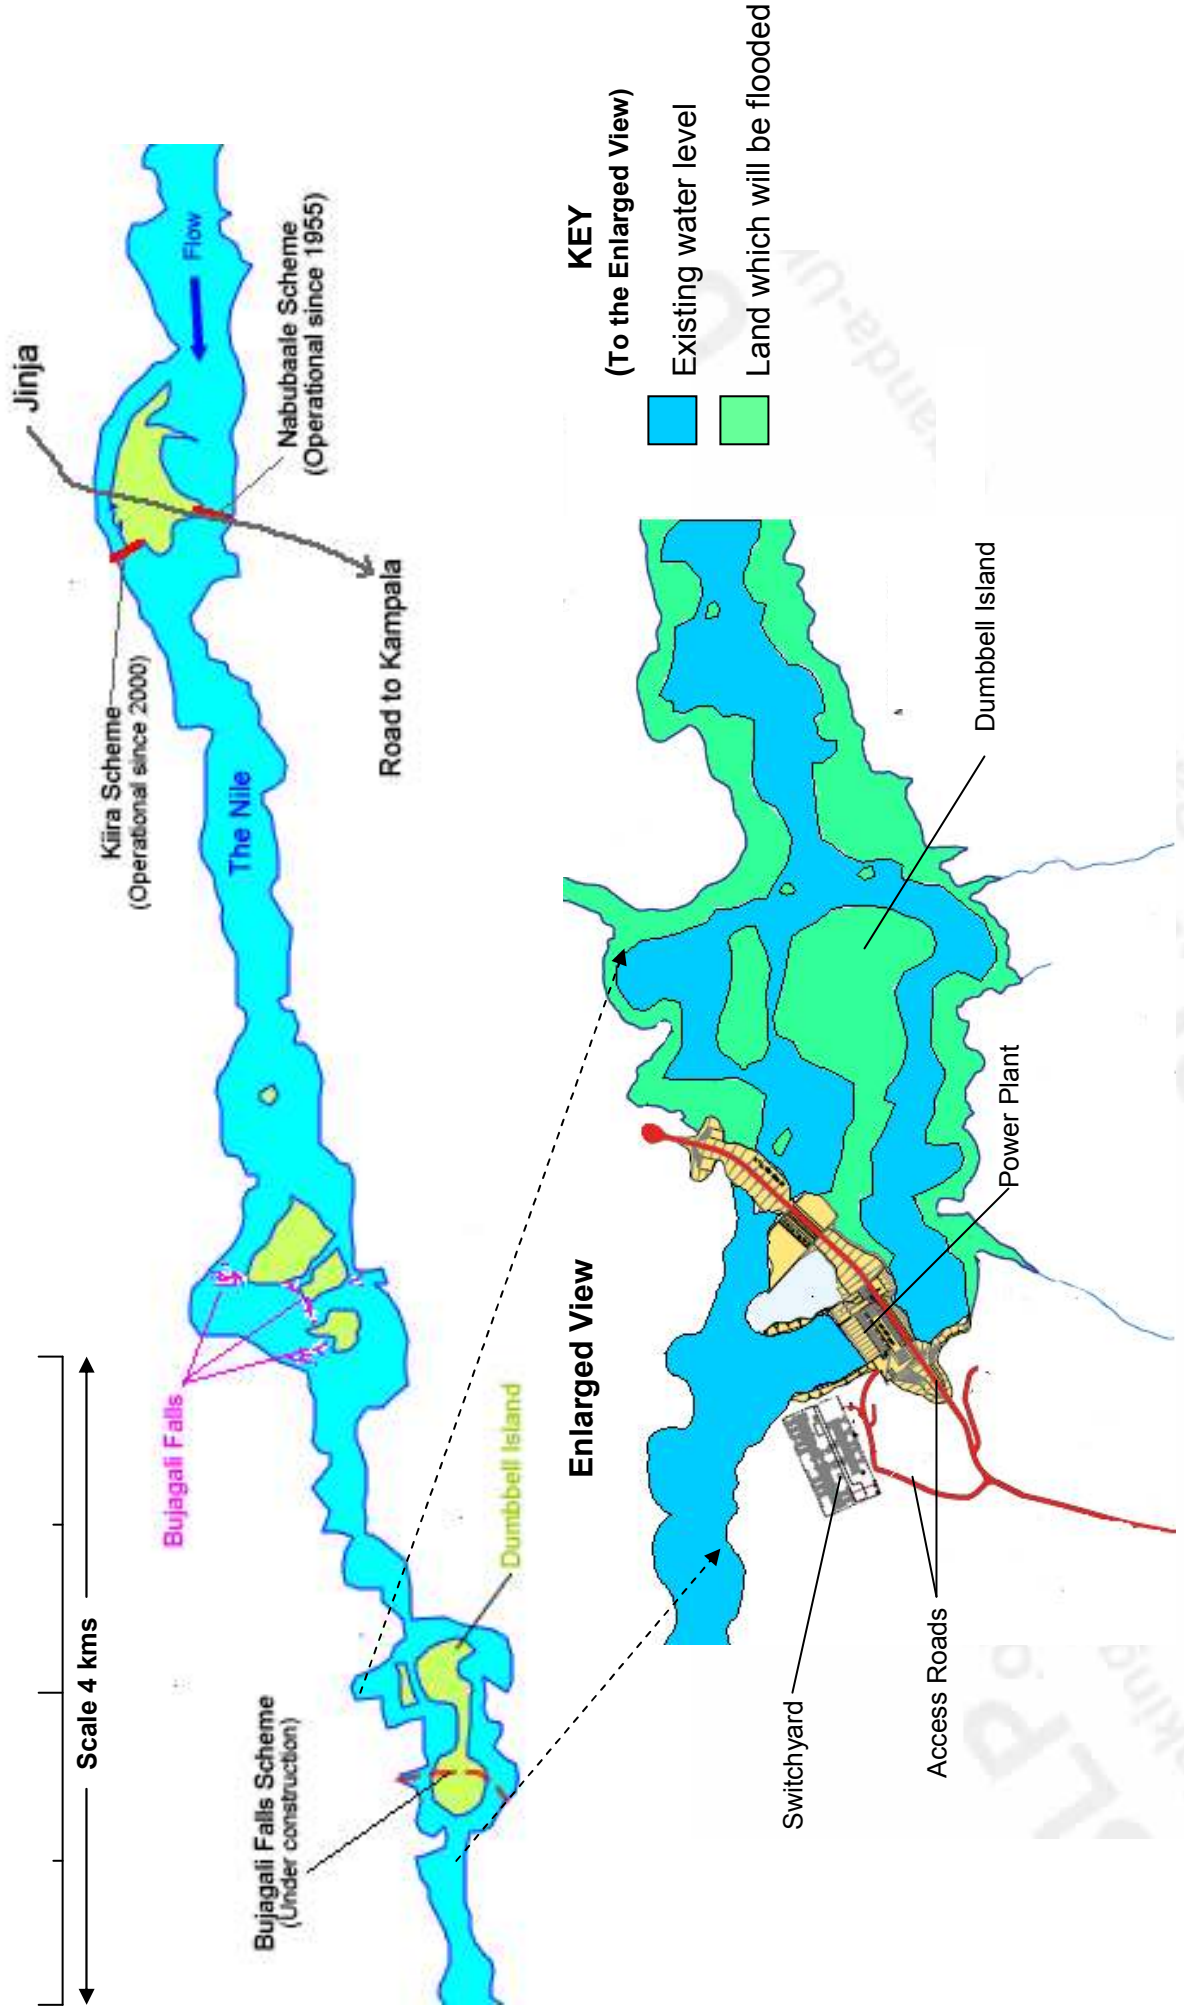 Scale 4 kms
Jinja
Kiira Scheme
(Operational since 2000)
Flow
The Nile
Nabubaale Scheme
(Operational since 1955)
Road to Kampala
Bujagali Falls
Dumbbell Island
Bujagali Falls Scheme
(Under construction)
KEY
(To the Enlarged View)
Existing water level
Land which will be flooded
Enlarged View
Dumbbell Island
Power Plant
Switchyard
Access Roads